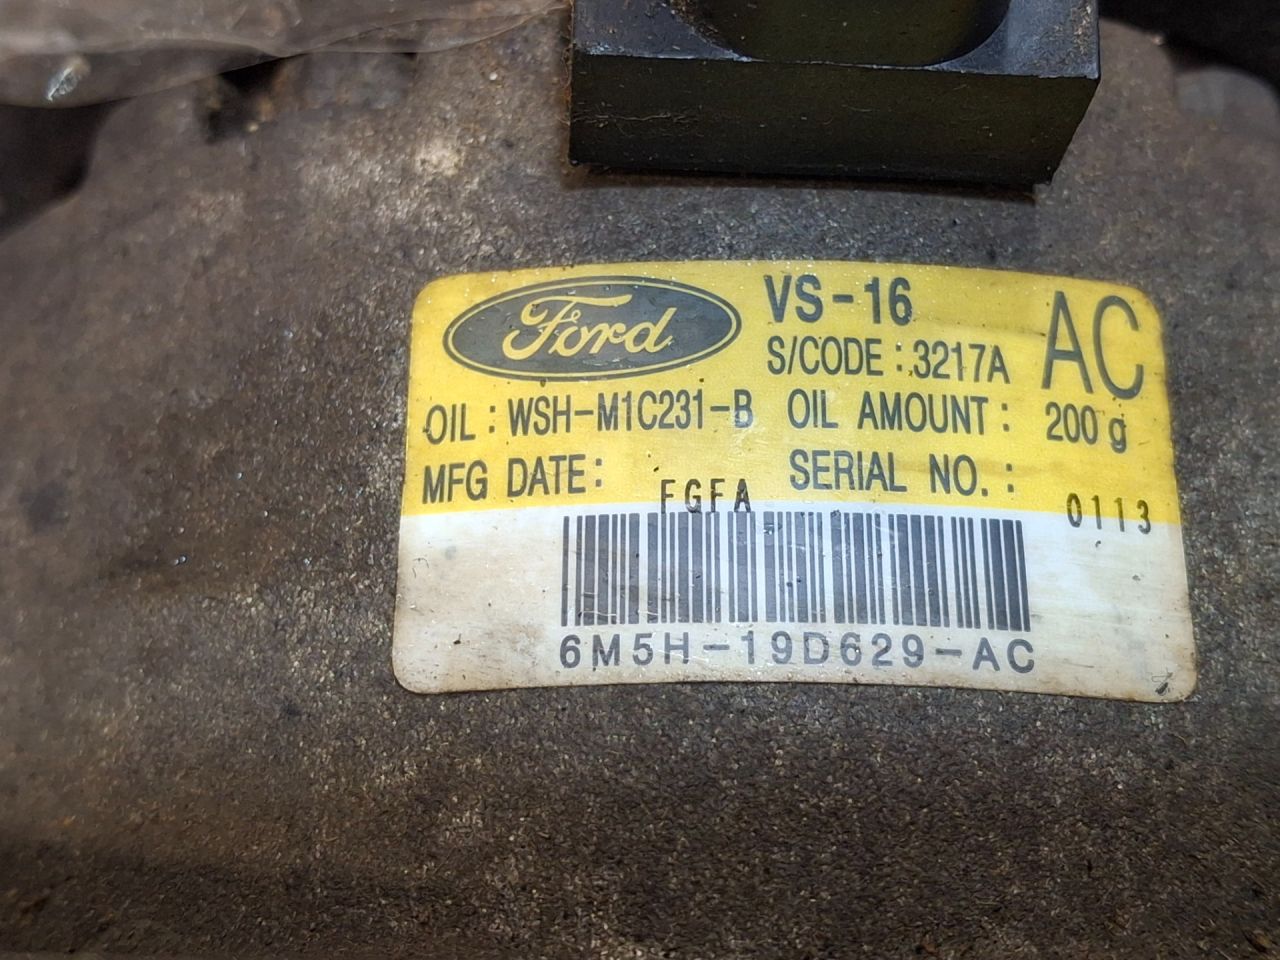 Ford
VS-16
S/CODE : 3217A
AC
OIL : WSH-M1C231-B OIL AMOUNT : 200 g
MFG DATE : FGFA SERIAL NO. : 0113
6M5H-19D629-AC